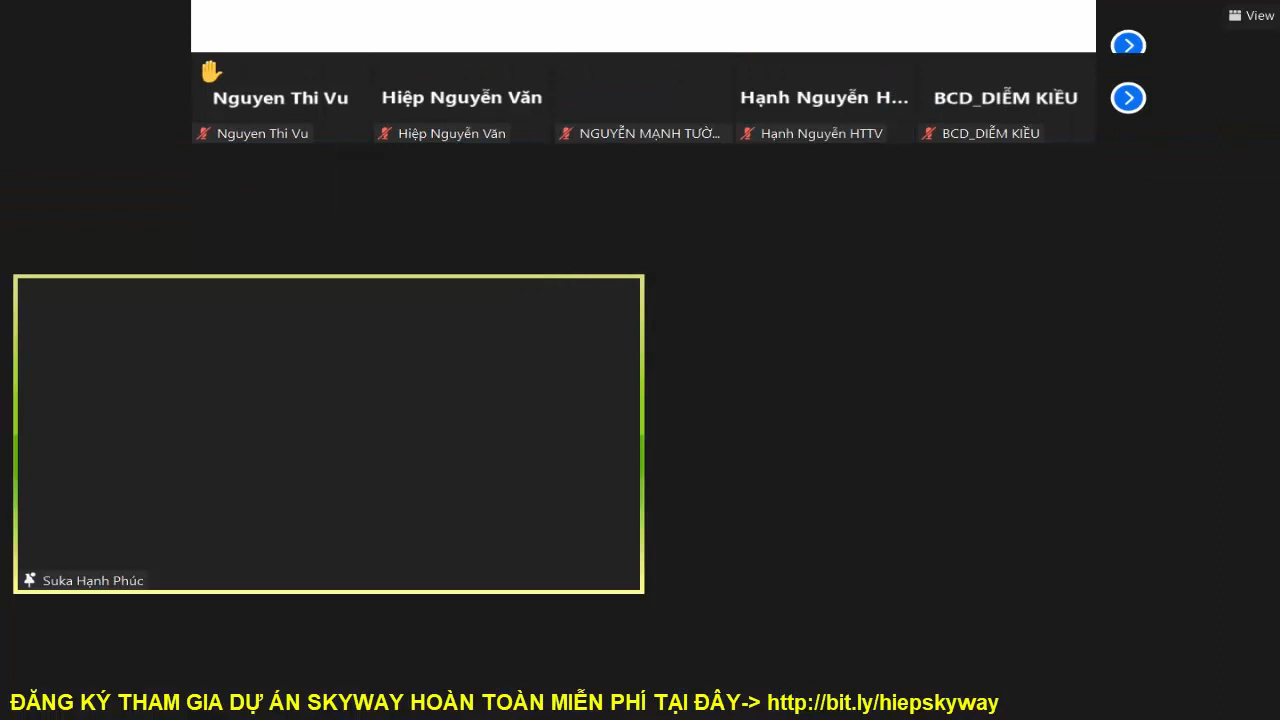 View
Nguyen Thi Vu
Hiệp Nguyễn Văn
Hạnh Nguyễn H...
BCD_DIỄM KIỀU
Nguyen Thi Vu
Hiệp Nguyễn Văn
NGUYỄN MẠNH TƯỜ...
Hạnh Nguyễn HTTV
BCD_DIỄM KIỀU
Suka Hạnh Phúc
ĐĂNG KÝ THAM GIA DỰ ÁN SKYWAY HOÀN TOÀN MIỄN PHÍ TẠI ĐÂY-> http://bit.ly/hiepskyway